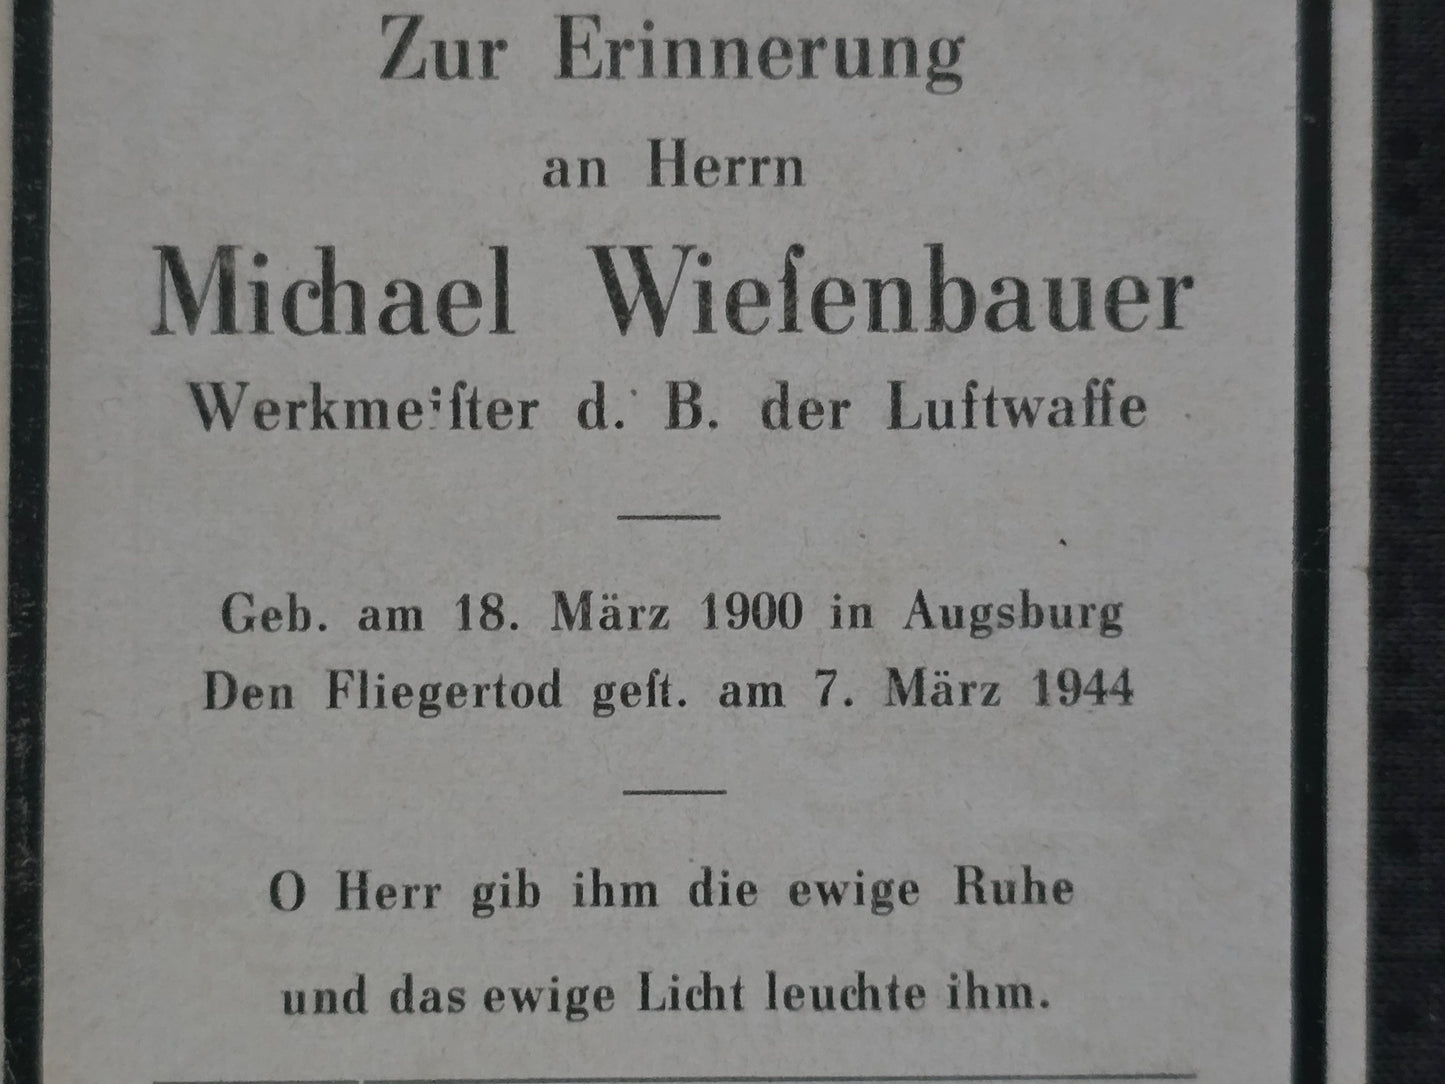 Zur Erinnerung
an Herrn
Michael Wieſenbauer
Werkmeiſter d. B. der Luftwaffe
Geb. am 18. März 1900 in Augsburg
Den Fliegertod geſt. am 7. März 1944
O Herr gib ihm die ewige Ruhe
und das ewige Licht leuchte ihm.